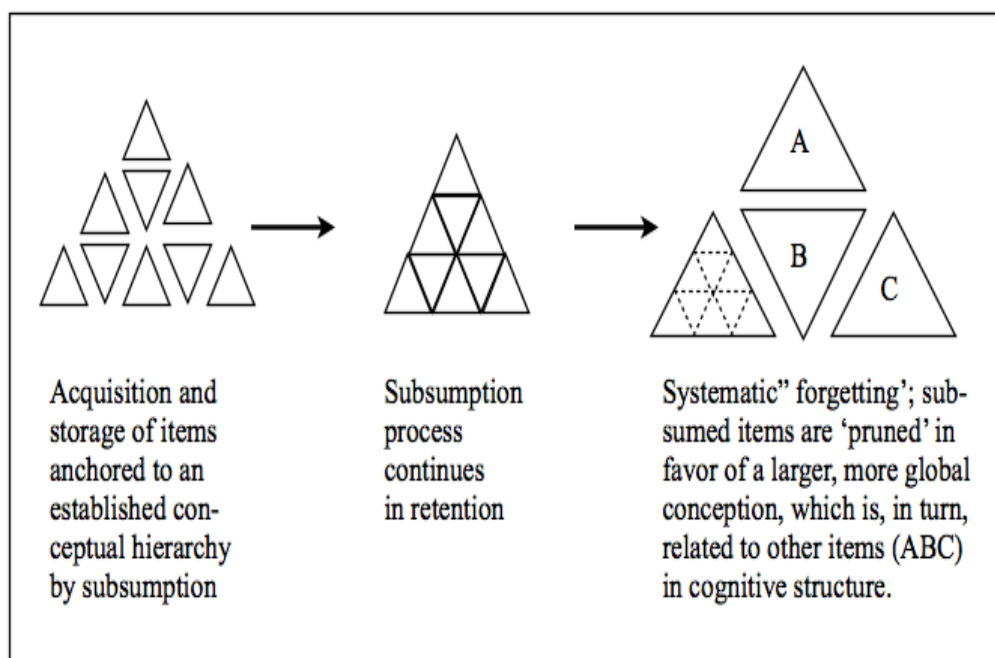 A
B
C
Acquisition and
storage of items
anchored to an
established con-
ceptual hierarchy
by subsumption
Subsumption
process
continues
in retention
Systematic” forgetting’; sub-
sumed items are ‘pruned’ in
favor of a larger, more global
conception, which is, in turn,
related to other items (ABC)
in cognitive structure.